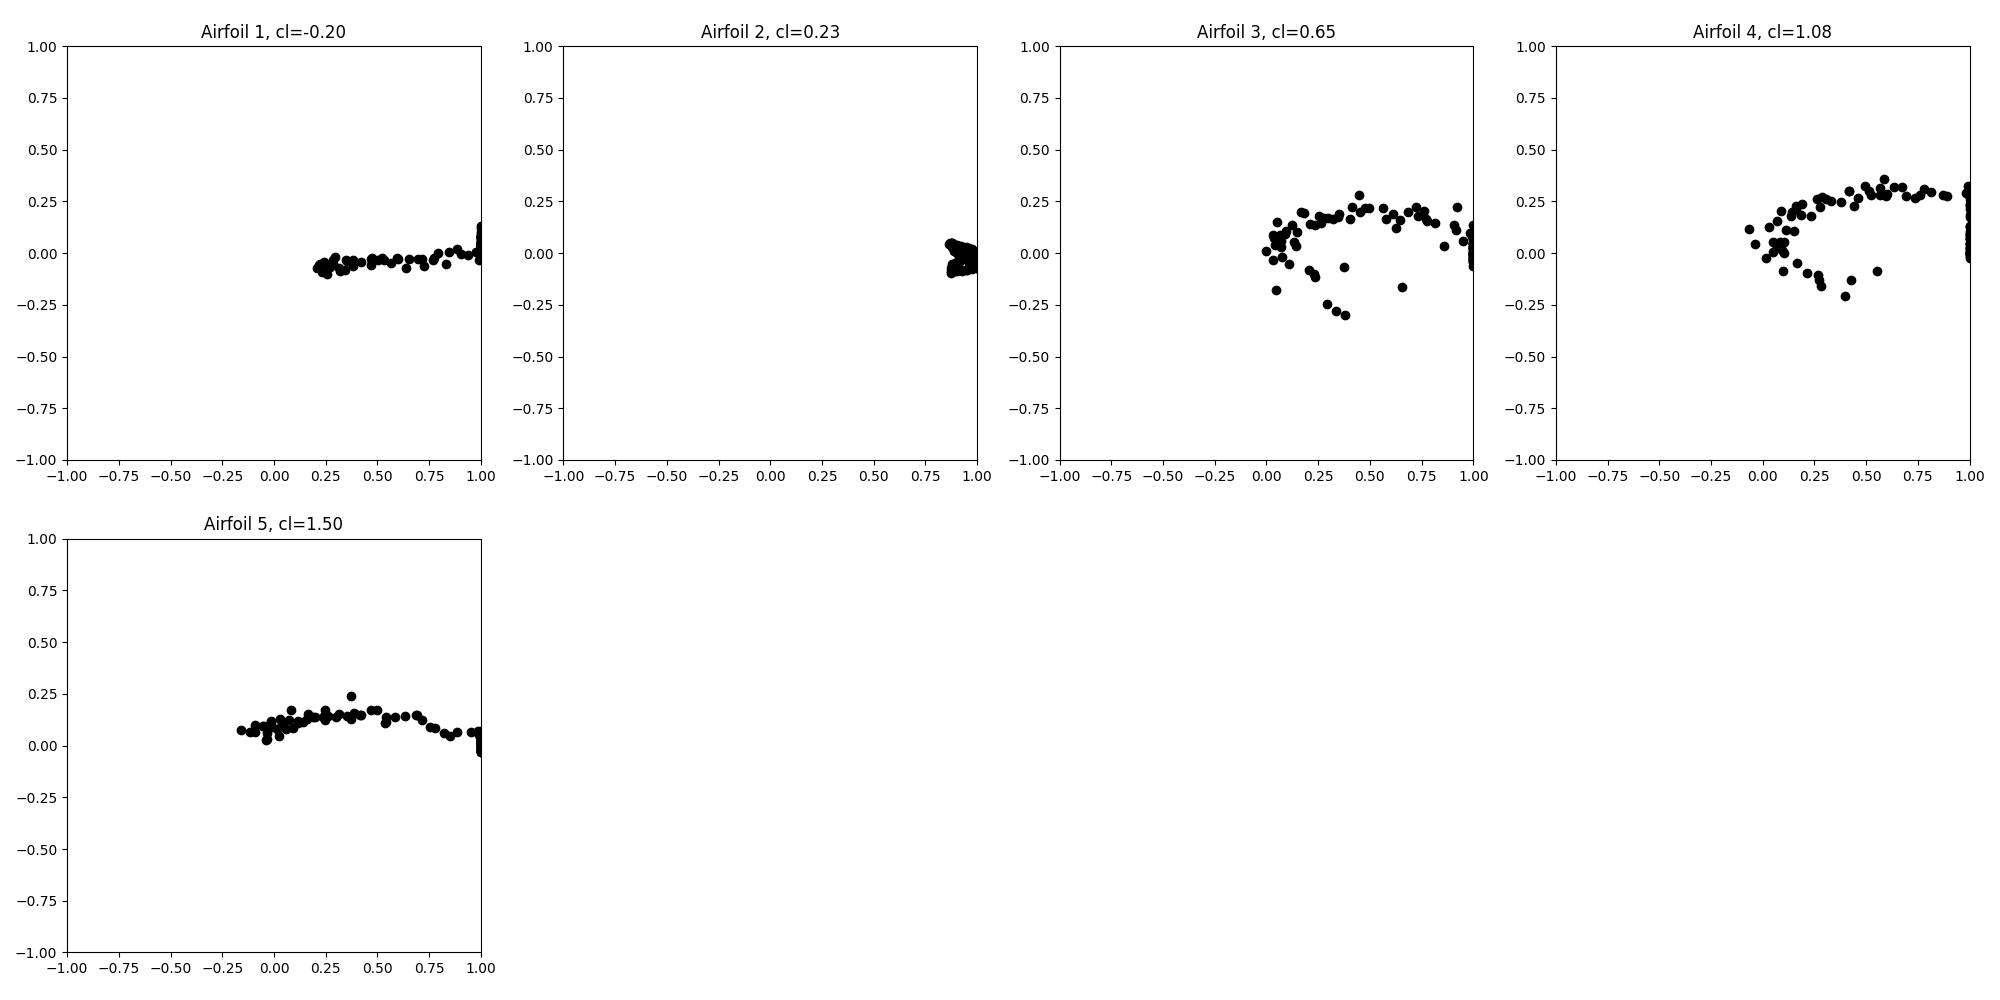 Airfoil 1, cl=-0.20
Airfoil 2, cl=0.23
Airfoil 3, cl=0.65
Airfoil 4, cl=1.08
1.00 1.00 1.00 1.00
0.75 0.75 0.75 0.75
0.50 0.50 0.50 0.50
0.25 0.25 0.25 0.25
0.00 0.00 0.00 0.00
−0.25 −0.25 −0.25 −0.25
−0.50 −0.50 −0.50 −0.50
−0.75 −0.75 −0.75 −0.75
−1.00 −1.00 −1.00 −1.00
−1.00 −0.75 −0.50 −0.25 0.00 0.25 0.50 0.75 1.00
−1.00 −0.75 −0.50 −0.25 0.00 0.25 0.50 0.75 1.00
−1.00 −0.75 −0.50 −0.25 0.00 0.25 0.50 0.75 1.00
−1.00 −0.75 −0.50 −0.25 0.00 0.25 0.50 0.75 1.00
Airfoil 5, cl=1.50
1.00
0.75
0.50
0.25
0.00
−0.25
−0.50
−0.75
−1.00
−1.00 −0.75 −0.50 −0.25 0.00 0.25 0.50 0.75 1.00